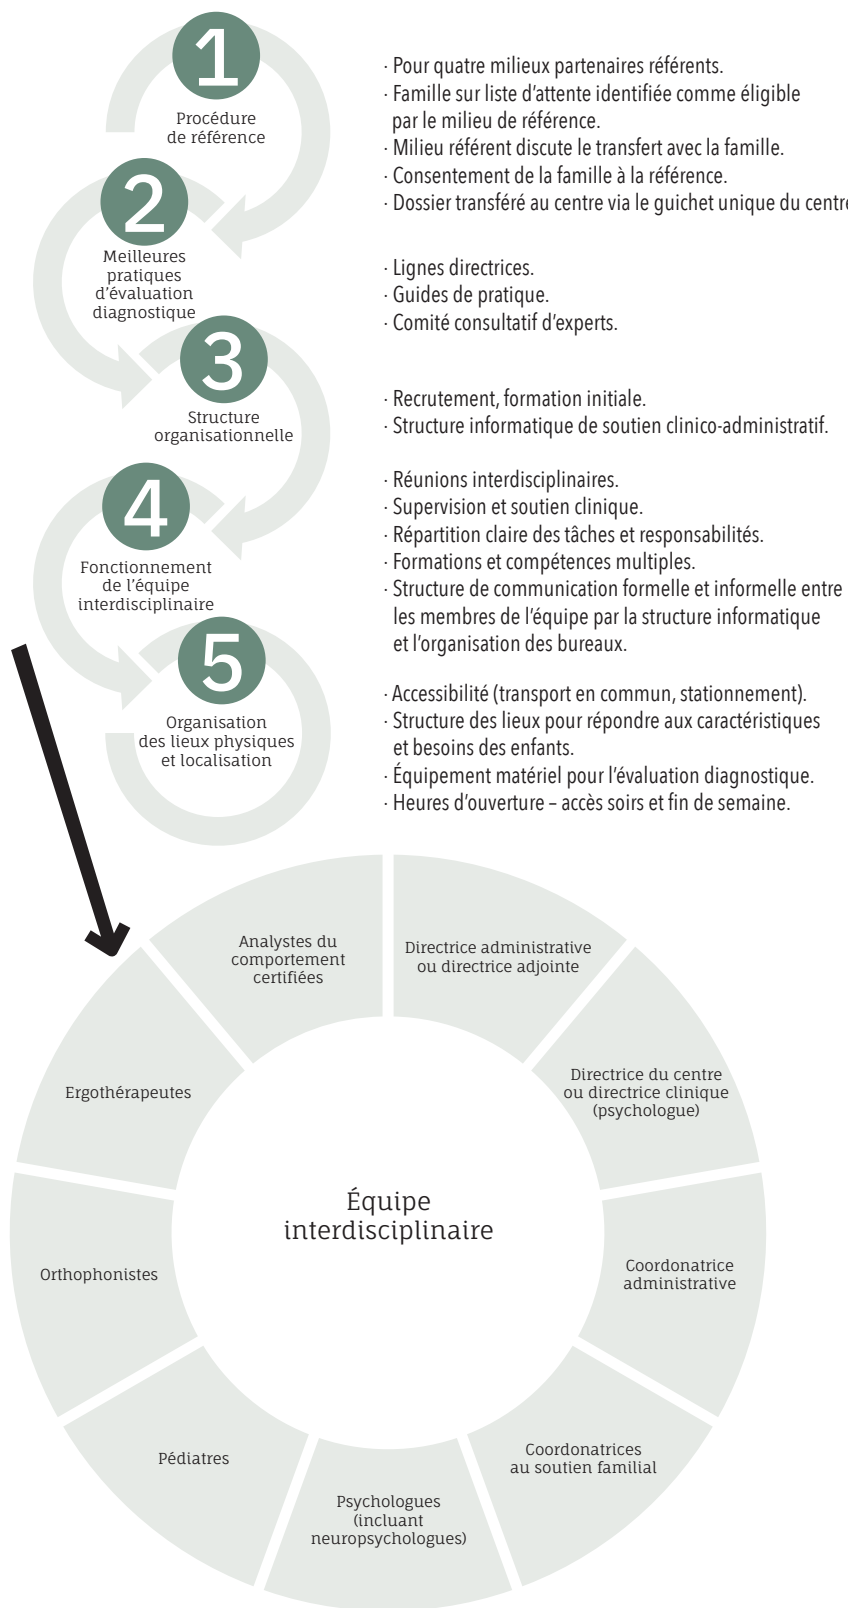 1
Procédure
de référence
· Pour quatre milieux partenaires référents.
· Famille sur liste d'attente identifiée comme éligible
par le milieu de référence.
· Milieu référent discute le transfert avec la famille.
· Consentement de la famille à la référence.
· Dossier transféré au centre via le guichet unique du centre
2
Meilleures
pratiques
d'évaluation
diagnostique
· Lignes directrices.
· Guides de pratique.
· Comité consultatif d'experts.
3
Structure
organisationnelle
· Recrutement, formation initiale.
· Structure informatique de soutien clinico-administratif.
4
Fonctionnement
de l'équipe
interdisciplinaire
· Réunions interdisciplinaires.
· Supervision et soutien clinique.
· Répartition claire des tâches et responsabilités.
· Formations et compétences multiples.
· Structure de communication formelle et informelle entre
les membres de l'équipe par la structure informatique
et l'organisation des bureaux.
5
Organisation
des lieux physiques
et localisation
· Accessibilité (transport en commun, stationnement).
· Structure des lieux pour répondre aux caractéristiques
et besoins des enfants.
· Équipement matériel pour l'évaluation diagnostique.
· Heures d'ouverture – accès soirs et fin de semaine.
Analystes du
comportement
certifiées
Directrice administrative
ou directrice adjointe
Directrice du centre
ou directrice clinique
(psychologue)
Ergothérapeutes
Équipe
interdisciplinaire
Coordonatrice
administrative
Orthophonistes
Coordonatrices
au soutien familial
Pédiatres
Psychologues
(incluant
neuropsychologues)